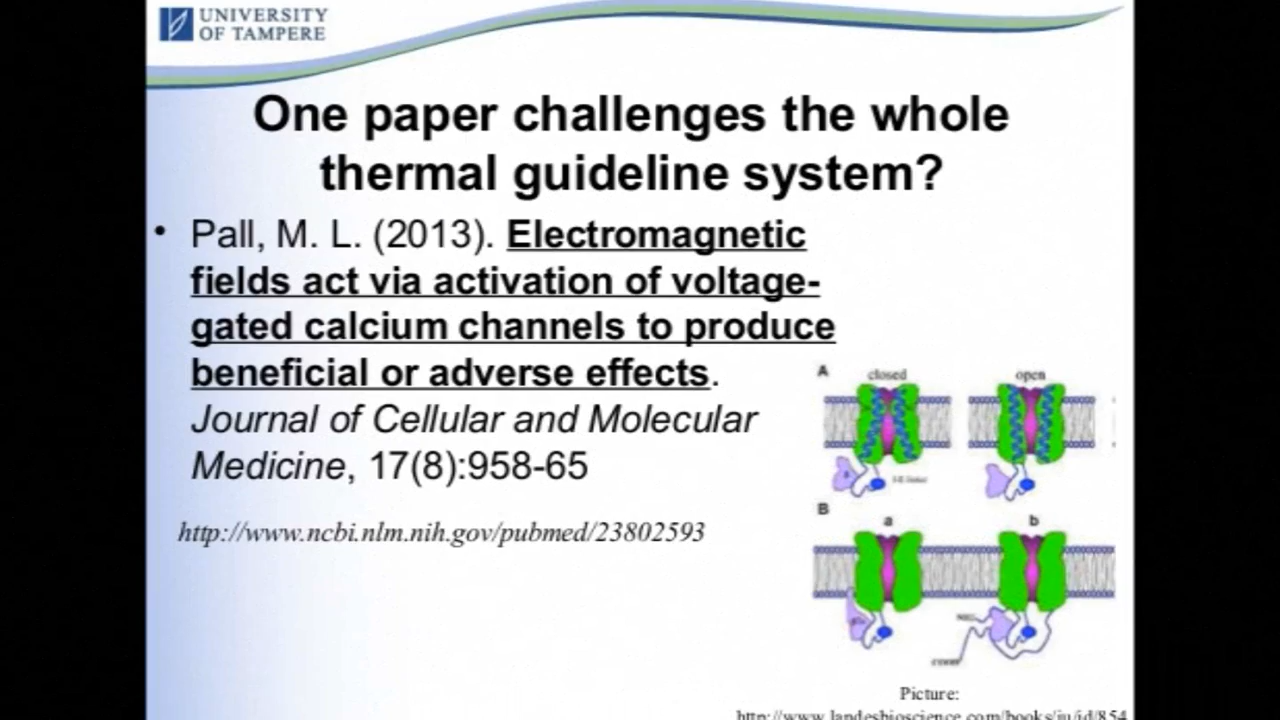 UNIVERSITY
OF TAMPERE
One paper challenges the whole
thermal guideline system?
• Pall, M. L. (2013). Electromagnetic
fields act via activation of voltage-
gated calcium channels to produce
beneficial or adverse effects.
Journal of Cellular and Molecular
Medicine, 17(8):958-65
http://www.ncbi.nlm.nih.gov/pubmed/23802593
A
closed
open
B
a
b
Picture:
http://www.landesbioscience.com/books/iu/id/854